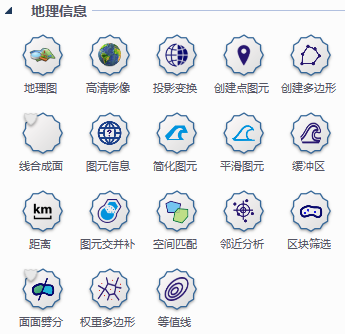 地理信息
地理图 高清影像 投影变换 创建点图元 创建多边形
线合成面 图元信息 简化图元 平滑图元 缓冲区
km
距离 图元交并补 空间匹配 邻近分析 区块筛选
面面劈分 权重多边形 等值线